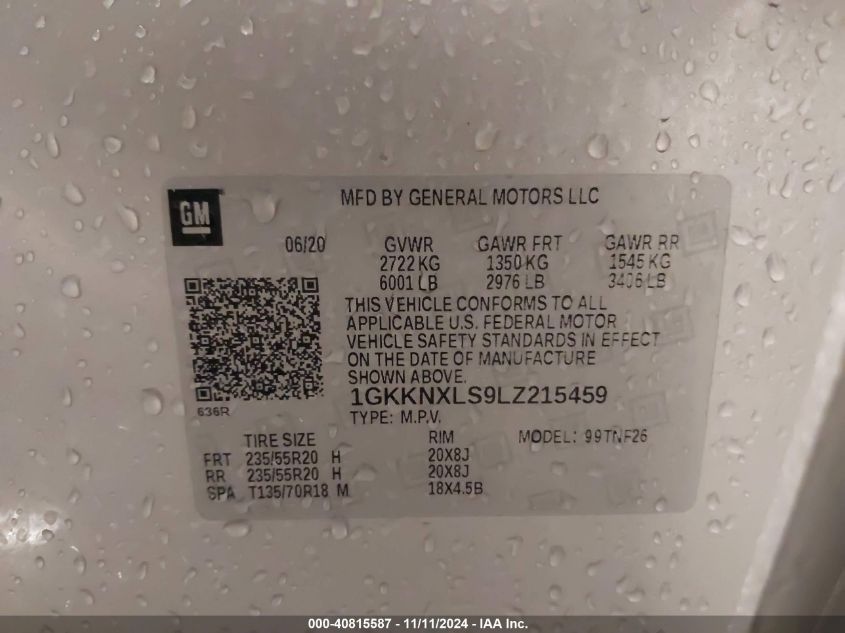 GM
MFD BY GENERAL MOTORS LLC
06/20 GVWR GAWR FRT GAWR RR
2722 KG 1350 KG 1545 KG
6001 LB 2976 LB 3406 LB
THIS VEHICLE CONFORMS TO ALL
APPLICABLE U.S. FEDERAL MOTOR
VEHICLE SAFETY STANDARDS IN EFFECT
ON THE DATE OF MANUFACTURE
SHOWN ABOVE.
1GKKNXLS9LZ215459
636R
TYPE: M.P.V.
TIRE SIZE RIM MODEL: 99TNF26
FRT 235/55R20 H 20X8J
RR 235/55R20 H 20X8J
SPA T135/70R18 M 18X4.5B
000-40815587 - 11/11/2024 - IAA Inc.